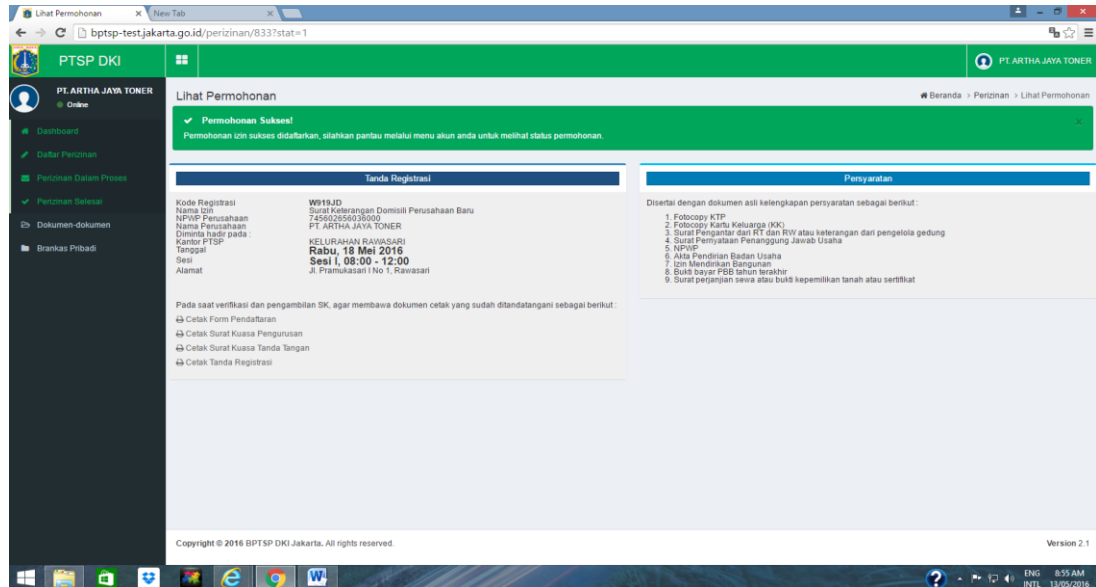 Lihat Permohonan
New Tab
bptsp-test.jakarta.go.id/perizinan/833?stat=1
PTSP DKI
PT. ARTHA JAYA TONER
PT. ARTHA JAYA TONER
Online
Dashboard
Daftar Perizinan
Perizinan Dalam Proses
Perizinan Selesai
Dokumen-dokumen
Brankas Pribadi
Lihat Permohonan
Beranda > Perizinan > Lihat Permohonan
Permohonan Sukses!
Permohonan izin sukses didaftarkan, silahkan pantau melalui menu akun anda untuk melihat status permohonan.
Tanda Registrasi
Kode Registrasi W919JD
Nama Izin Surat Keterangan Domisili Perusahaan Baru
NPWP Perusahaan 745602656036000
Nama Perusahaan PT. ARTHA JAYA TONER
Diminta hadir pada :
Kantor PTSP KELURAHAN RAWASARI
Tanggal Rabu, 18 Mei 2016
Sesi Sesi I, 08:00 - 12:00
Alamat Jl. Pramukasari I No 1, Rawasari
Pada saat verifikasi dan pengambilan SK, agar membawa dokumen cetak yang sudah ditandatangani sebagai berikut :
Cetak Form Pendaftaran
Cetak Surat Kuasa Pengurusan
Cetak Surat Kuasa Tanda Tangan
Cetak Tanda Registrasi
Persyaratan
Disertai dengan dokumen asli kelengkapan persyaratan sebagai berikut :
1. Fotocopy KTP
2. Fotocopy Kartu Keluarga (KK)
3. Surat Pengantar dari RT dan RW atau keterangan dari pengelola gedung
4. Surat Pernyataan Penanggung Jawab Usaha
5. NPWP
6. Akta Pendirian Badan Usaha
7. Izin Mendirikan Bangunan
8. Bukti bayar PBB tahun terakhir
9. Surat perjanjian sewa atau bukti kepemilikan tanah atau sertifikat
Copyright © 2016 BPTSP DKI Jakarta. All rights reserved.
Version 2.1
ENG 8:55 AM
INTL 13/05/2016